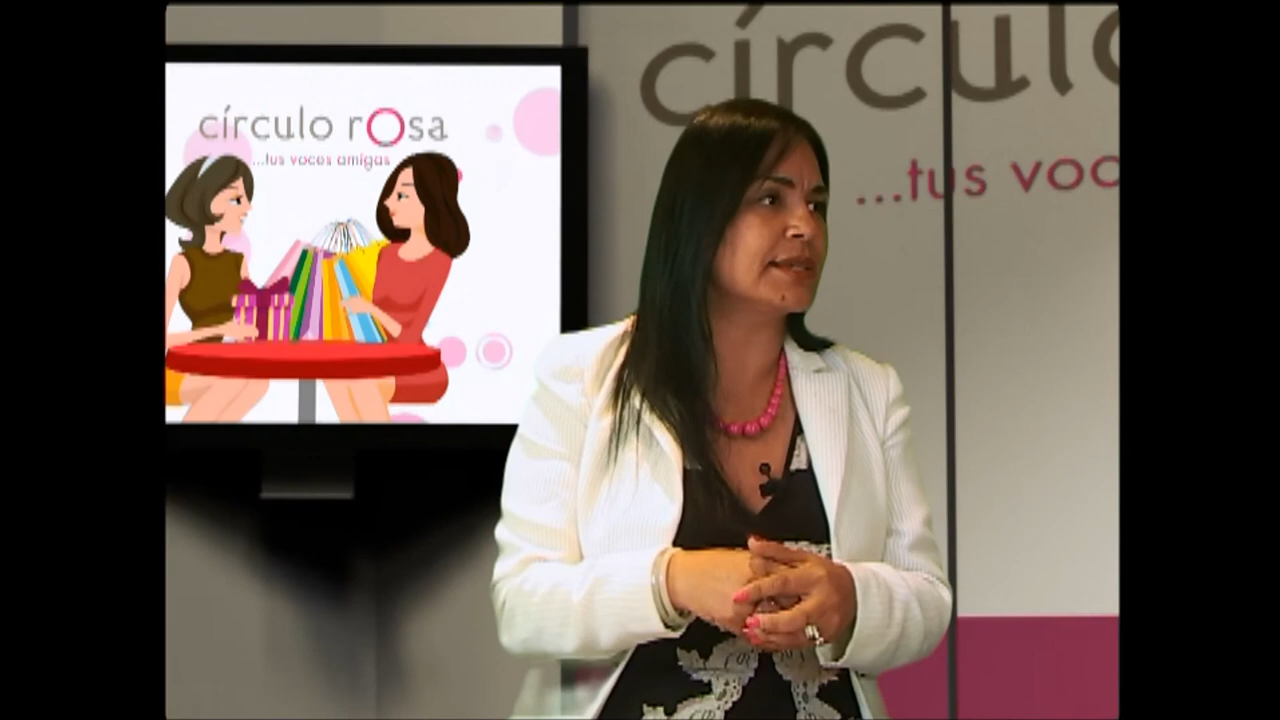 círculo rosa
...tus voces amigas
círculo
...tus voc